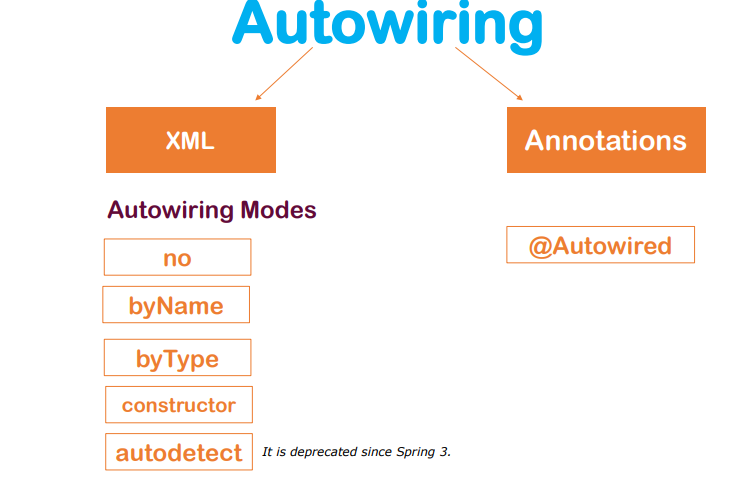 Autowiring
XML
Annotations
Autowiring Modes
@Autowired
no
byName
byType
constructor
autodetect
It is deprecated since Spring 3.